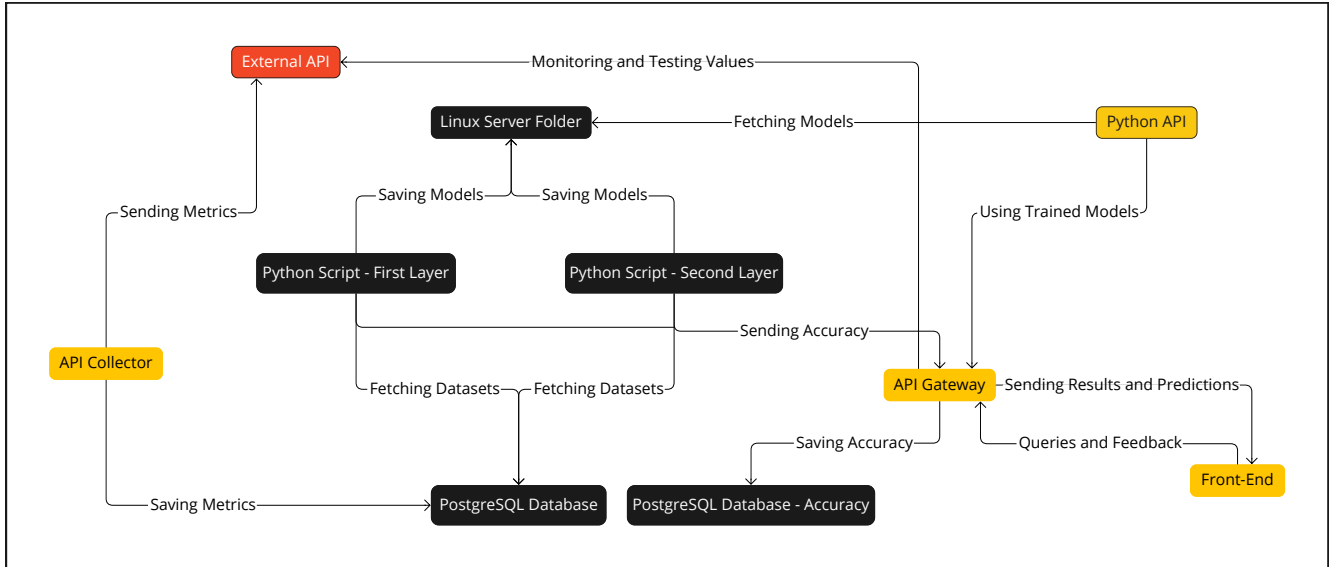 External API
Monitoring and Testing Values
Linux Server Folder
Fetching Models
Python API
Saving Models
Saving Models
Sending Metrics
Using Trained Models
Python Script - First Layer
Python Script - Second Layer
Sending Accuracy
API Collector
Fetching Datasets
Fetching Datasets
API Gateway
Sending Results and Predictions
Saving Accuracy
Queries and Feedback
Front-End
Saving Metrics
PostgreSQL Database
PostgreSQL Database - Accuracy